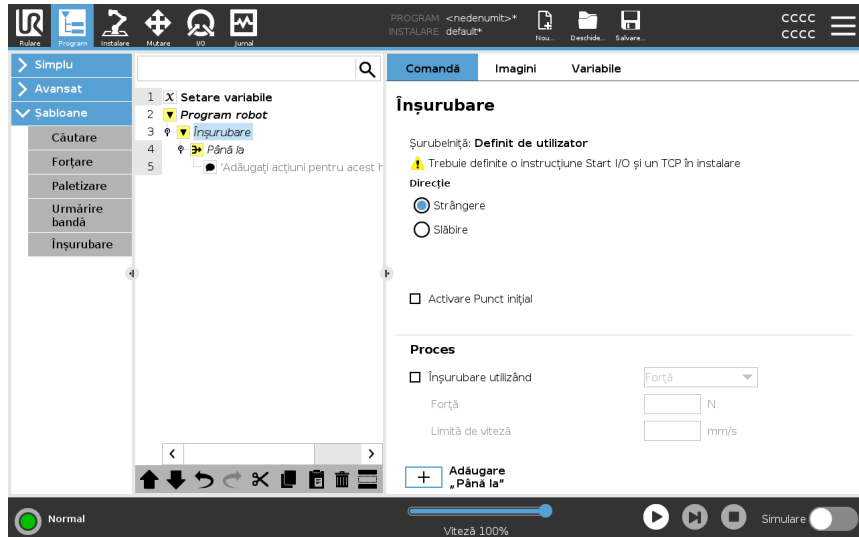 PROGRAM <nedenumit>*
INSTALARE default*
Rulare
Program
Instalare
Mutare
I/O
Jurnal
Nou...
Deschide...
Salvare...
CCCC
CCCC
Simplu
Avansat
Șabloane
Căutare
Forțare
Paletizare
Urmărire
bandă
Înșurubare
1 X Setare variabile
2 Program robot
3 Înșurubare
4 Până la
5 'Adăugați acțiuni pentru acest h
Comandă
Imagini
Variabile
Înșurubare
Șurubelniță: Definit de utilizator
Trebuie definite o instrucțiune Start I/O și un TCP în instalare
Direcție
Strângere
Slăbire
Activare Punct inițial
Proces
Înșurubare utilizând
Forță
Forță
N
Limită de viteză
mm/s
Adăugare
„Până la”
Normal
Viteză 100%
Simulare